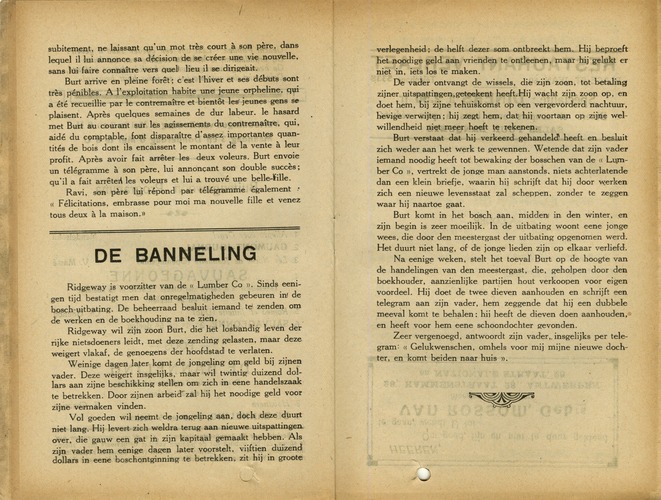 subitement, ne laissant qu'un mot très court à son père, dans
lequel il lui annonce sa décision de se créer une vie nouvelle,
sans lui faire connaître vers quel lieu il se dirigeait.
Burt arrive en pleine forêt; c'est l'hiver et ses débuts sont
très pénibles. A l'exploitation habite une jeune orpheline, qui
a été recueillie par le contremaître et bientôt les jeunes gens se
plaisent. Après quelques semaines de dur labeur, le hasard
met Burt au courant sur les agissements du contremaître, qui,
aidé du comptable, font disparaître d'assez importantes quan-
tités de bois dont ils encaissent le montant de la vente à leur
profit. Après avoir fait arrêter les deux voleurs, Burt envoie
un télégramme à son père, lui annonçant son double succès;
qu'il a fait arrêter les voleurs et lui a trouvé une belle-fille.
Ravi, son père lui répond par télégramme également :
« Félicitations, embrasse pour moi ma nouvelle fille et venez
tous deux à la maison.»
DE BANNELING
Ridgeway is voorzitter van de « Lumber Co ». Sinds eeni-
gen tijd bestatigt men dat onregelmatigheden gebeuren in de
bosch-uitbating. De beheerraad besluit iemand te zenden om
de werken en de boekhouding na te zien.
Ridgeway wil zijn zoon Burt, die het losbandig leven der
rijke nietsdoeners leidt, met deze zending gelasten, maar deze
weigert vlakaf, de genoegens der hoofdstad te verlaten.
Weinige dagen later komt de jongeling om geld bij zijnen
vader. Deze weigert insgelijks, maar wil twintig duizend dol-
lars aan zijne beschikking stellen om zich in eene handelszaak
te betrekken. Door zijnen arbeid zal hij het noodige geld voor
zijne vermaken vinden.
Vol goeden wil neemt de jongeling aan, doch deze duurt
niet lang. Hij levert zich weldra terug aan nieuwe uitspattingen
over, die gauw een gat in zijn kapitaal gemaakt hebben. Als
zijn vader hem eenige dagen later voorstelt, vijftien duizend
dollars in eene boschontginning te betrekken, zit hij in groote
verlegenheid; de helft dezer som ontbreekt hem. Hij beproeft
het noodige geld aan vrienden te ontleenen, maar hij gelukt er
niet in, iets los te maken.
De vader ontvangt de wissels, die zijn zoon, tot betaling
zijner uitspattingen, geteekent heeft. Hij wacht zijn zoon op, en
doet hem, bij zijne tehuiskomst op een vergevorderd nachtuur,
hevige verwijten; hij zegt hem, dat hij voortaan op zijne wel-
willendheid niet meer hoeft te rekenen.
Burt verstaat dat hij verkeerd gehandeld heeft en besluit
zich weder aan het werk te gewennen. Wetende dat zijn vader
iemand noodig heeft tot bewaking der bosschen van de « Lum-
ber Co », vertrekt de jonge man aanstonds, niets achterlatende
dan een klein briefje, waarin hij schrijft dat hij door werken
zich een nieuwe levensstaat zal scheppen, zonder te zeggen
waar hij naartoe gaat.
Burt komt in het bosch aan, midden in den winter, en
zijn begin is zeer moeilijk. In de uitbating woont eene jonge
wees, die door den meestergast der uitbating opgenomen werd.
Het duurt niet lang, of de jonge lieden zijn op elkaar verliefd.
Na eenige weken, stelt het toeval Burt op de hoogte van
de handelingen van den meestergast, die, geholpen door den
boekhouder, aanzienlijke partijen hout verkoopen voor eigen
voordeel. Hij doet de twee dieven aanhouden en schrijft een
telegram aan zijn vader, hem zeggende dat hij een dubbele
meeval komt te behalen: hij heeft de dieven doen aanhouden,
en heeft voor hem eene schoondochter gevonden.
Zeer vergenoegd, antwoordt zijn vader, insgelijks per tele-
gram: « Gelukwenschen, omhels voor mij mijne nieuwe doch-
ter, en komt beiden naar huis ».